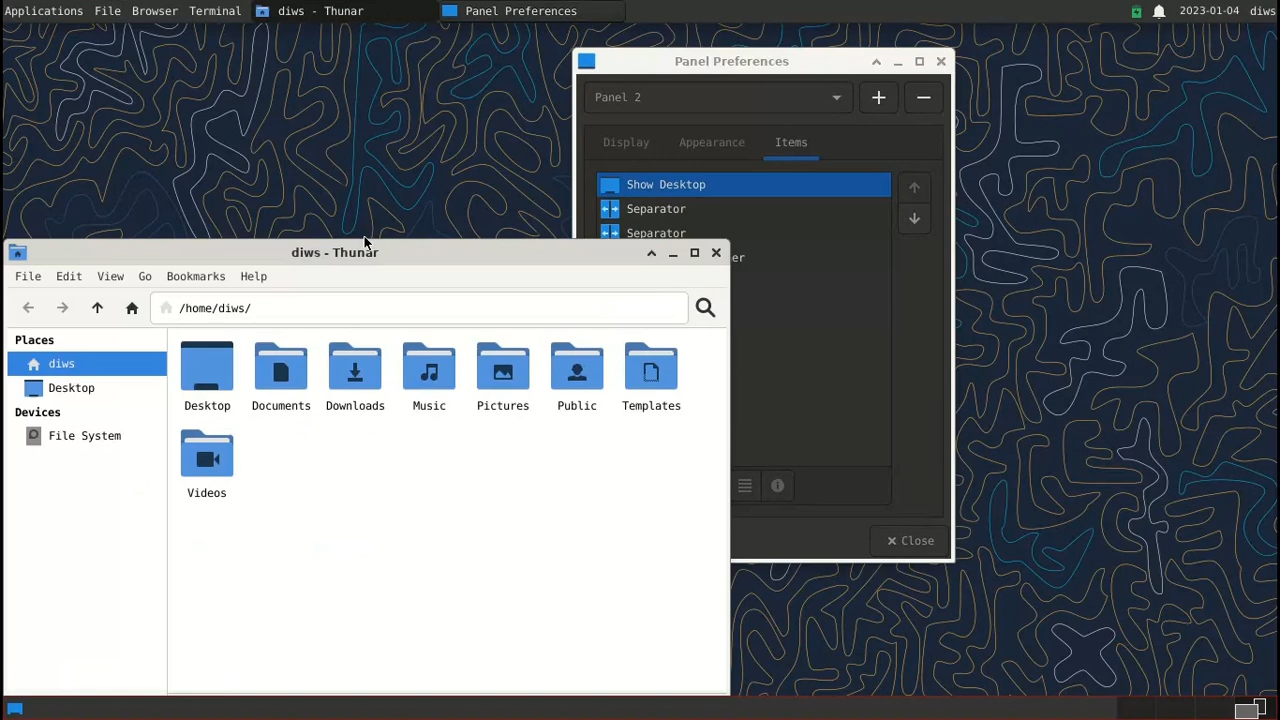 Applications File Browser Terminal diws - Thunar Panel Preferences 2023-01-04 diws
Panel Preferences
Panel 2
Display Appearance Items
Show Desktop
Separator
Separator
diws - Thunar
File Edit View Go Bookmarks Help
/home/diws/
Places
diws
Desktop
Devices
File System
Desktop Documents Downloads Music Pictures Public Templates
Videos
Close